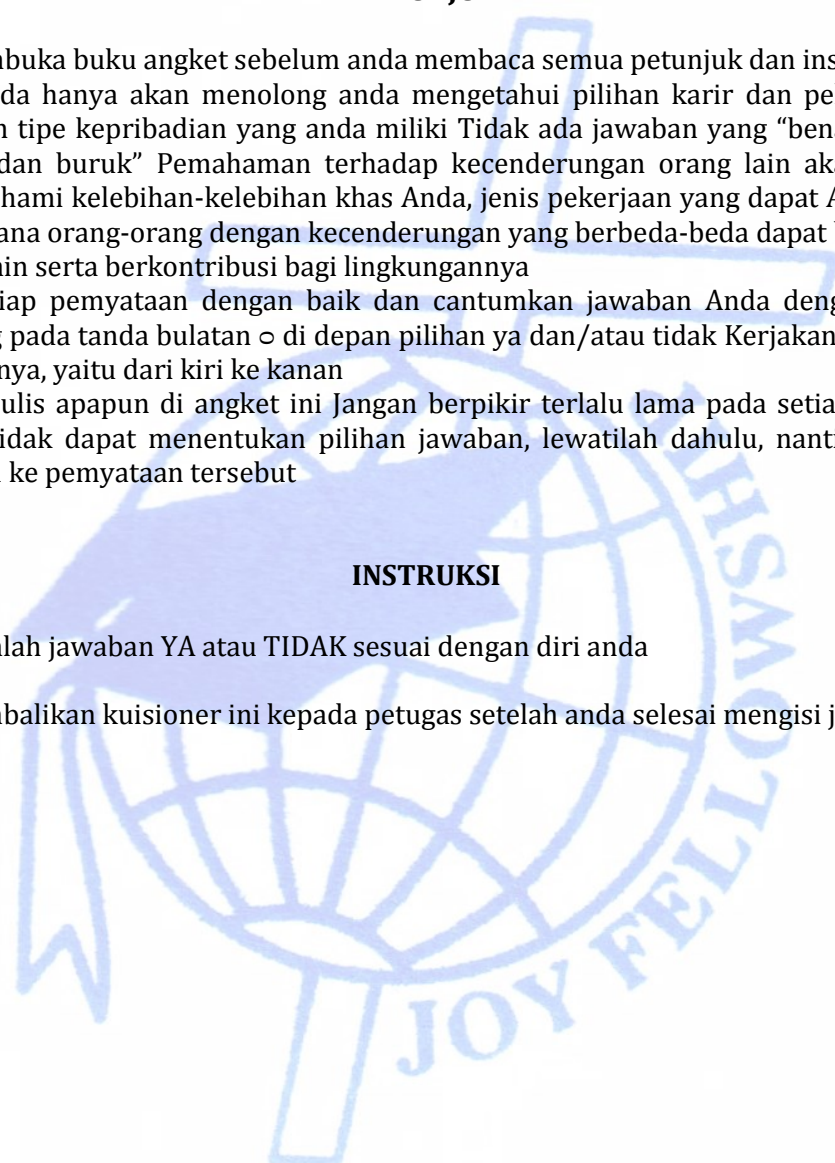 buka buku angket sebelum anda membaca semua petunjuk dan ins
da hanya akan menolong anda mengetahui pilihan karir dan pe
tipe kepribadian yang anda miliki Tidak ada jawaban yang “bena
dan buruk” Pemahaman terhadap kecenderungan orang lain aka
hami kelebihan-kelebihan khas Anda, jenis pekerjaan yang dapat A
ana orang-orang dengan kecenderungan yang berbeda-beda dapat
in serta berkontribusi bagi lingkungannya
iap pemyataan dengan baik dan cantumkan jawaban Anda deng
g pada tanda bulatan o di depan pilihan ya dan/atau tidak Kerjakan
nya, yaitu dari kiri ke kanan
ulis apapun di angket ini Jangan berpikir terlalu lama pada setia
idak dapat menentukan pilihan jawaban, lewatilah dahulu, nanti
ke pemyataan tersebut
INSTRUKSI
lah jawaban YA atau TIDAK sesuai dengan diri anda
balikan kuisioner ini kepada petugas setelah anda selesai mengisi j
JOY FELLOWSHIP